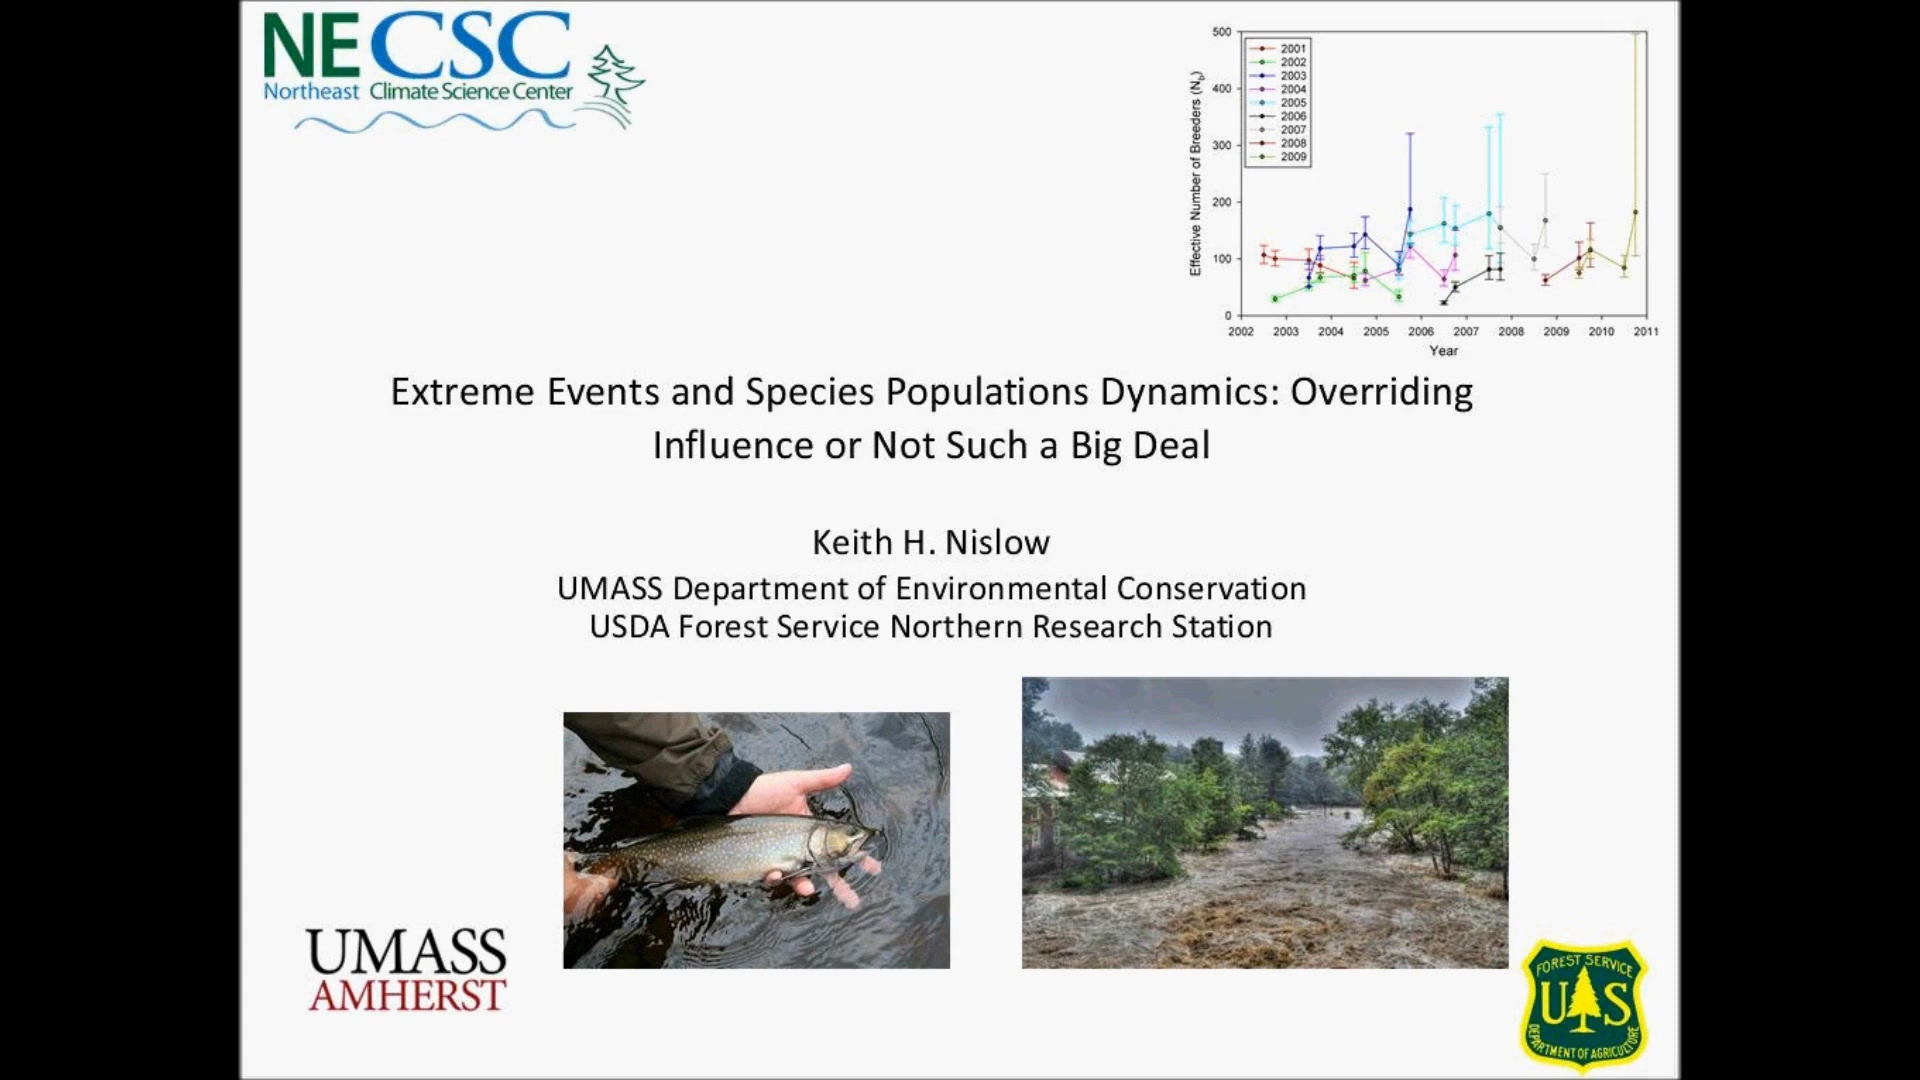 NECSC
Northeast Climate Science Center
500
400
300
200
100
0
Effective Number of Breeders (Nb)
2001
2002
2003
2004
2005
2006
2007
2008
2009
2002 2003 2004 2005 2006 2007 2008 2009 2010 2011
Year
Extreme Events and Species Populations Dynamics: Overriding
Influence or Not Such a Big Deal
Keith H. Nislow
UMASS Department of Environmental Conservation
USDA Forest Service Northern Research Station
UMASS
AMHERST
FOREST SERVICE
U S
DEPARTMENT OF AGRICULTURE